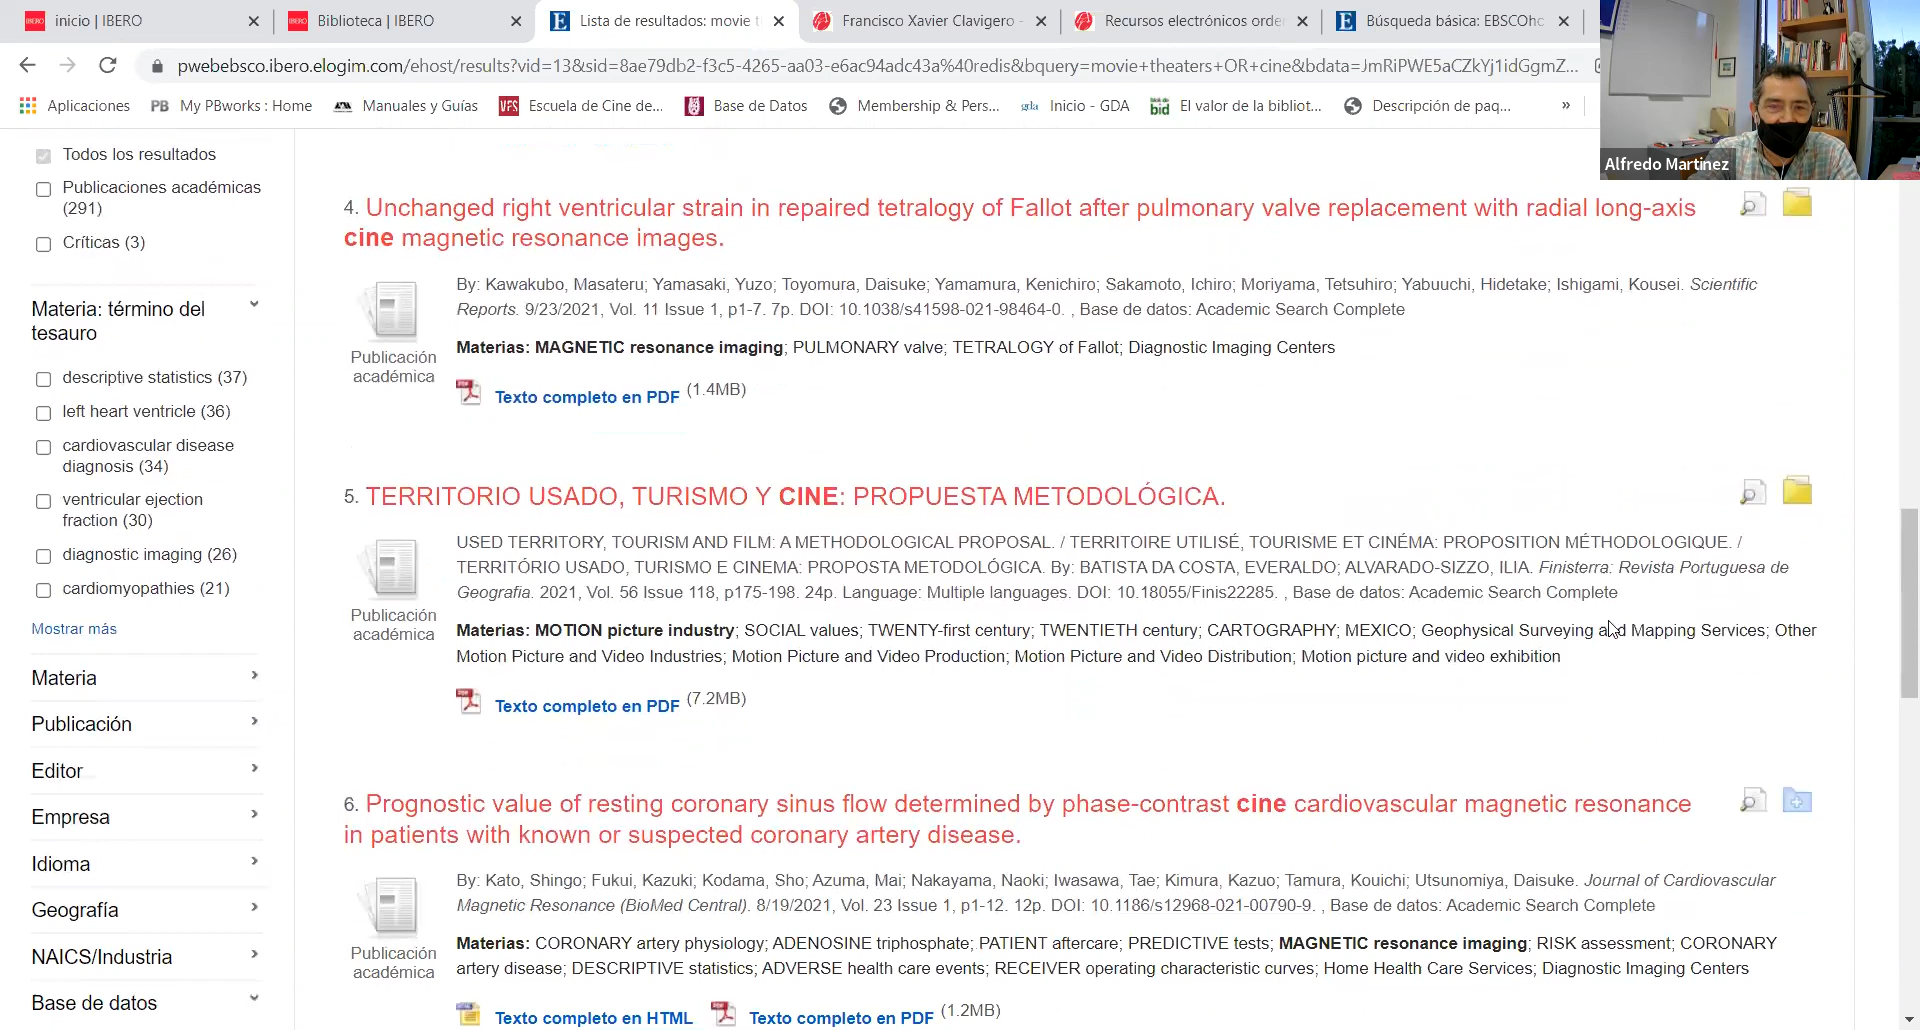 inicio | IBERO
Biblioteca | IBERO
Lista de resultados: movie t
Francisco Xavier Clavigero -
Recursos electrónicos orde
Búsqueda básica: EBSCOhc
pwebebsco.ibero.elogim.com/ehost/results?vid=13&sid=8ae79db2-f3c5-4265-aa03-e6ac94adc43a%40redis&bquery=movie+theaters+OR+cine&bdata=JmRiPWE5aCZkYj1idGgmZ...
Aplicaciones
PB My PBworks : Home
Manuales y Guías
VFS Escuela de Cine de...
Base de Datos
Membership & Pers...
gda Inicio - GDA
bid El valor de la bibliot...
Descripción de paq...
»
Alfredo Martinez
Todos los resultados
Publicaciones académicas
(291)
Críticas (3)
Materia: término del
tesauro
descriptive statistics (37)
left heart ventricle (36)
cardiovascular disease
diagnosis (34)
ventricular ejection
fraction (30)
diagnostic imaging (26)
cardiomyopathies (21)
Mostrar más
Materia
Publicación
Editor
Empresa
Idioma
Geografía
NAICS/Industria
Base de datos
4. Unchanged right ventricular strain in repaired tetralogy of Fallot after pulmonary valve replacement with radial long-axis
cine magnetic resonance images.
Publicación
académica
By: Kawakubo, Masateru; Yamasaki, Yuzo; Toyomura, Daisuke; Yamamura, Kenichiro; Sakamoto, Ichiro; Moriyama, Tetsuhiro; Yabuuchi, Hidetake; Ishigami, Kousei. Scientific
Reports. 9/23/2021, Vol. 11 Issue 1, p1-7. 7p. DOI: 10.1038/s41598-021-98464-0. , Base de datos: Academic Search Complete
Materias: MAGNETIC resonance imaging; PULMONARY valve; TETRALOGY of Fallot; Diagnostic Imaging Centers
Texto completo en PDF (1.4MB)
5. TERRITORIO USADO, TURISMO Y CINE: PROPUESTA METODOLÓGICA.
Publicación
académica
USED TERRITORY, TOURISM AND FILM: A METHODOLOGICAL PROPOSAL. / TERRITOIRE UTILISÉ, TOURISME ET CINÉMA: PROPOSITION MÉTHODOLOGIQUE. /
TERRITÓRIO USADO, TURISMO E CINEMA: PROPOSTA METODOLÓGICA. By: BATISTA DA COSTA, EVERALDO; ALVARADO-SIZZO, ILIA. Finisterra: Revista Portuguesa de
Geografia. 2021, Vol. 56 Issue 118, p175-198. 24p. Language: Multiple languages. DOI: 10.18055/Finis22285. , Base de datos: Academic Search Complete
Materias: MOTION picture industry; SOCIAL values; TWENTY-first century; TWENTIETH century; CARTOGRAPHY; MEXICO; Geophysical Surveying and Mapping Services; Other
Motion Picture and Video Industries; Motion Picture and Video Production; Motion Picture and Video Distribution; Motion picture and video exhibition
Texto completo en PDF (7.2MB)
6. Prognostic value of resting coronary sinus flow determined by phase-contrast cine cardiovascular magnetic resonance
in patients with known or suspected coronary artery disease.
Publicación
académica
By: Kato, Shingo; Fukui, Kazuki; Kodama, Sho; Azuma, Mai; Nakayama, Naoki; Iwasawa, Tae; Kimura, Kazuo; Tamura, Kouichi; Utsunomiya, Daisuke. Journal of Cardiovascular
Magnetic Resonance (BioMed Central). 8/19/2021, Vol. 23 Issue 1, p1-12. 12p. DOI: 10.1186/s12968-021-00790-9. , Base de datos: Academic Search Complete
Materias: CORONARY artery physiology; ADENOSINE triphosphate; PATIENT aftercare; PREDICTIVE tests; MAGNETIC resonance imaging; RISK assessment; CORONARY
artery disease; DESCRIPTIVE statistics; ADVERSE health care events; RECEIVER operating characteristic curves; Home Health Care Services; Diagnostic Imaging Centers
Texto completo en HTML Texto completo en PDF (1.2MB)